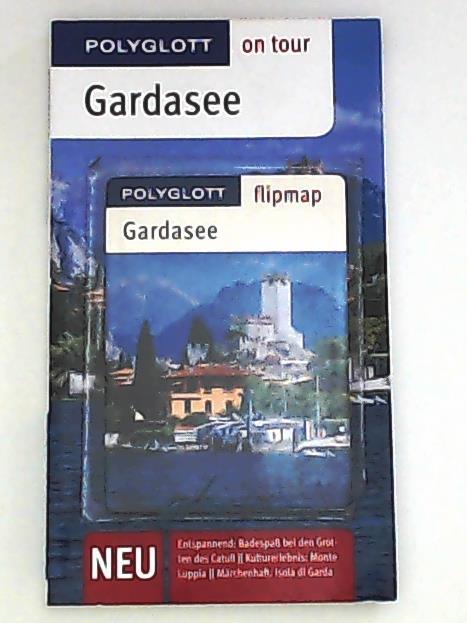 POLYGLOTT on tour
Gardasee
POLYGLOTT flipmap
Gardasee
NEU
Entspannend: Badespaß bei den Grot-
ten des Catull || Kulturerlebnis: Monte
Luppia || Märchenhaft: Isola di Garda